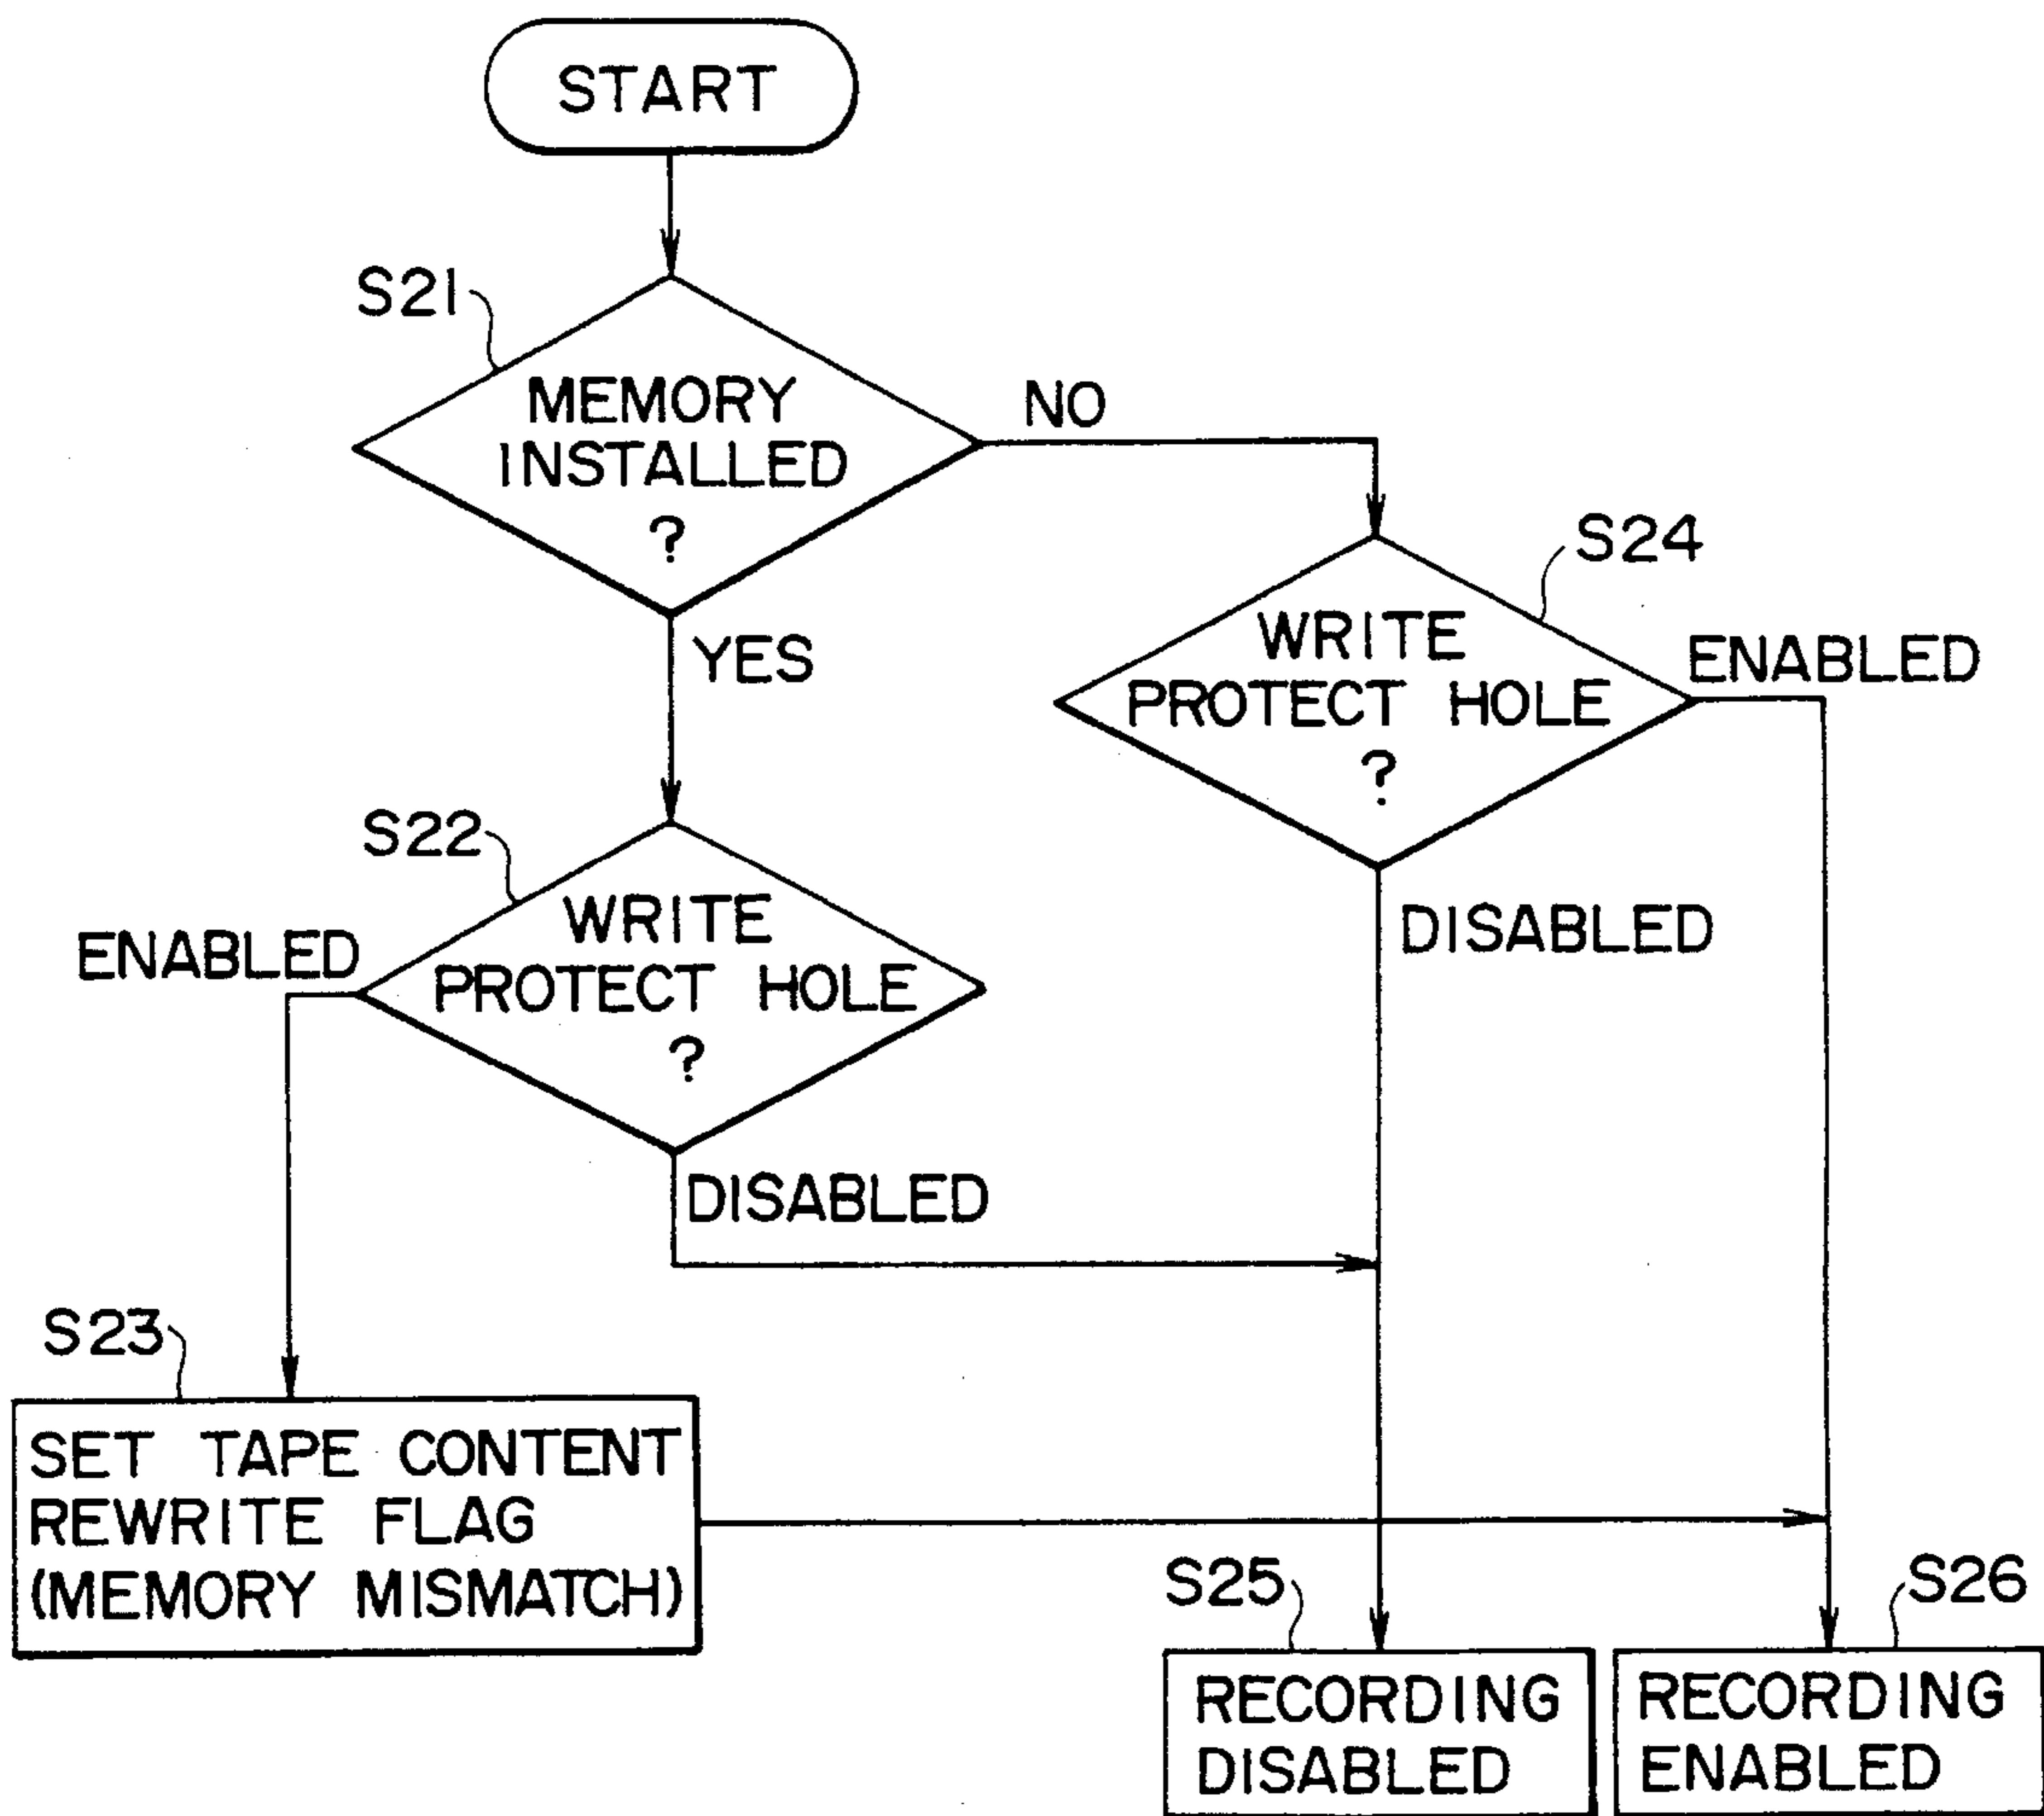 START
S21
MEMORY
INSTALLED
?
NO
YES
S24
WRITE
PROTECT HOLE
?
ENABLED
DISABLED
S22
WRITE
PROTECT HOLE
?
ENABLED
DISABLED
S23
SET TAPE CONTENT
REWRITE FLAG
(MEMORY MISMATCH)
S25
RECORDING
DISABLED
S26
RECORDING
ENABLED